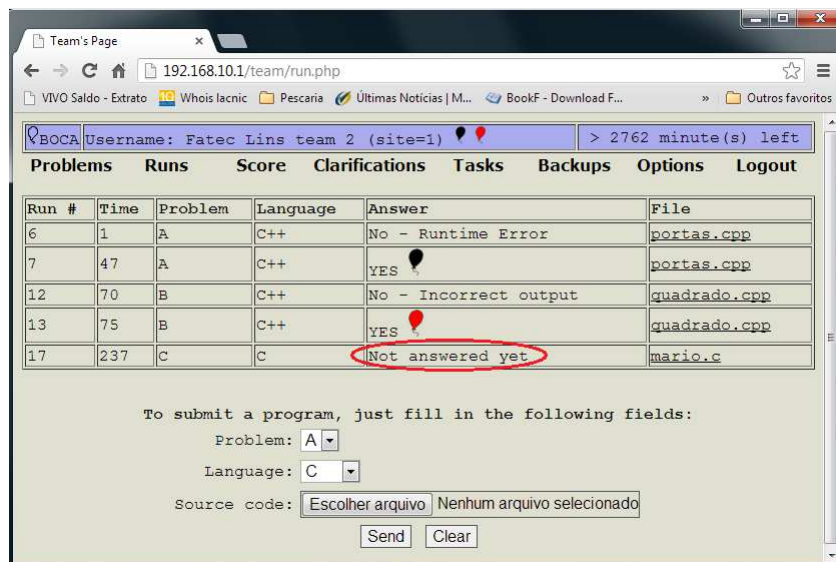 Team's Page
192.168.10.1/team/run.php
VIVO Saldo - Extrato Whois lacnic Pescaria Últimas Notícias | M... BookF - Download F... » Outros favoritos
BOCA Username: Fatec Lins team 2 (site=1) > 2762 minute(s) left
Problems Runs Score Clarifications Tasks Backups Options Logout
Run # Time Problem Language Answer File
6 1 A C++ No - Runtime Error portas.cpp
7 47 A C++ YES portas.cpp
12 70 B C++ No - Incorrect output quadrado.cpp
13 75 B C++ YES quadrado.cpp
17 237 C C Not answered yet mario.c
To submit a program, just fill in the following fields:
Problem: A
Language: C
Source code: Escolher arquivo Nenhum arquivo selecionado
Send Clear